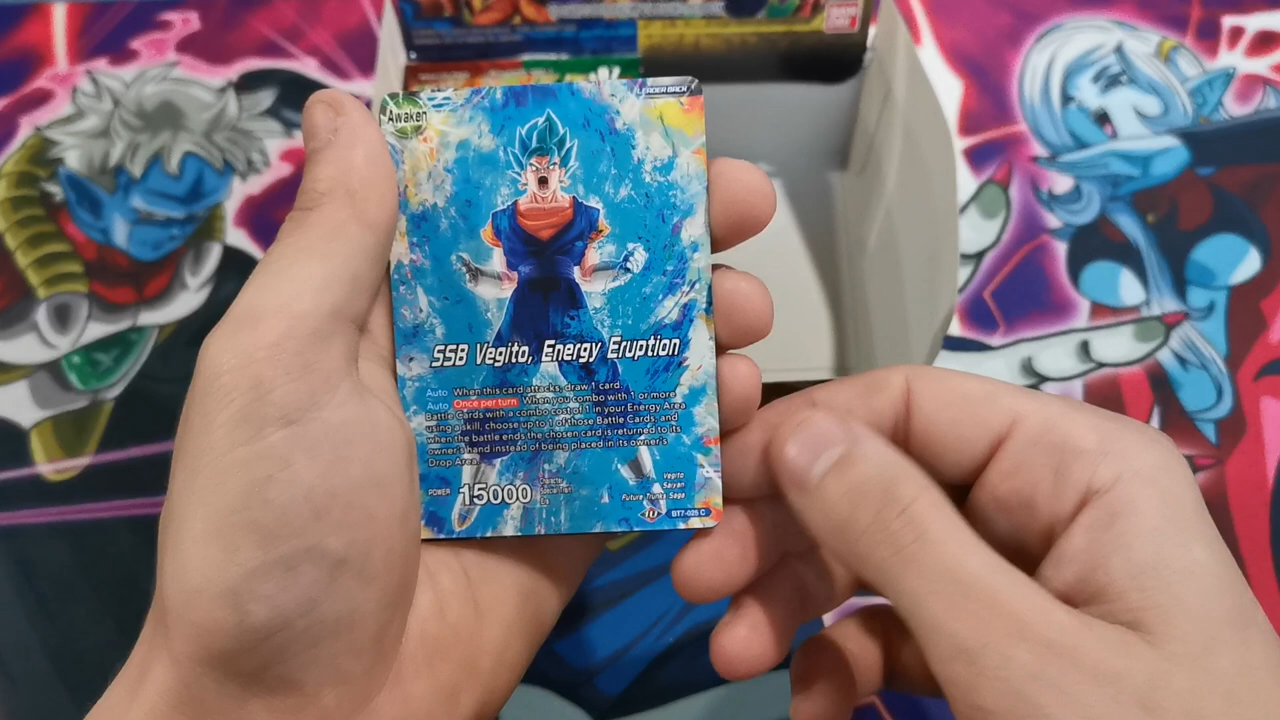 BANDAI
LEADER BACK
Awaken
SSB Vegito, Energy Eruption
Auto When this card attacks, draw 1 card.
Auto Once per turn When you combo with 1 or more
Battle Cards with a combo cost of 1 in your Energy Area
using a skill, choose up to 1 of those Battle Cards, and
when the battle ends the chosen card is returned to its
owner's hand instead of being placed in its owner's
Drop Area.
POWER 15000
Character Vegito
Special Trait Saiyan
Era Future Trunks Saga
BT7-025 C